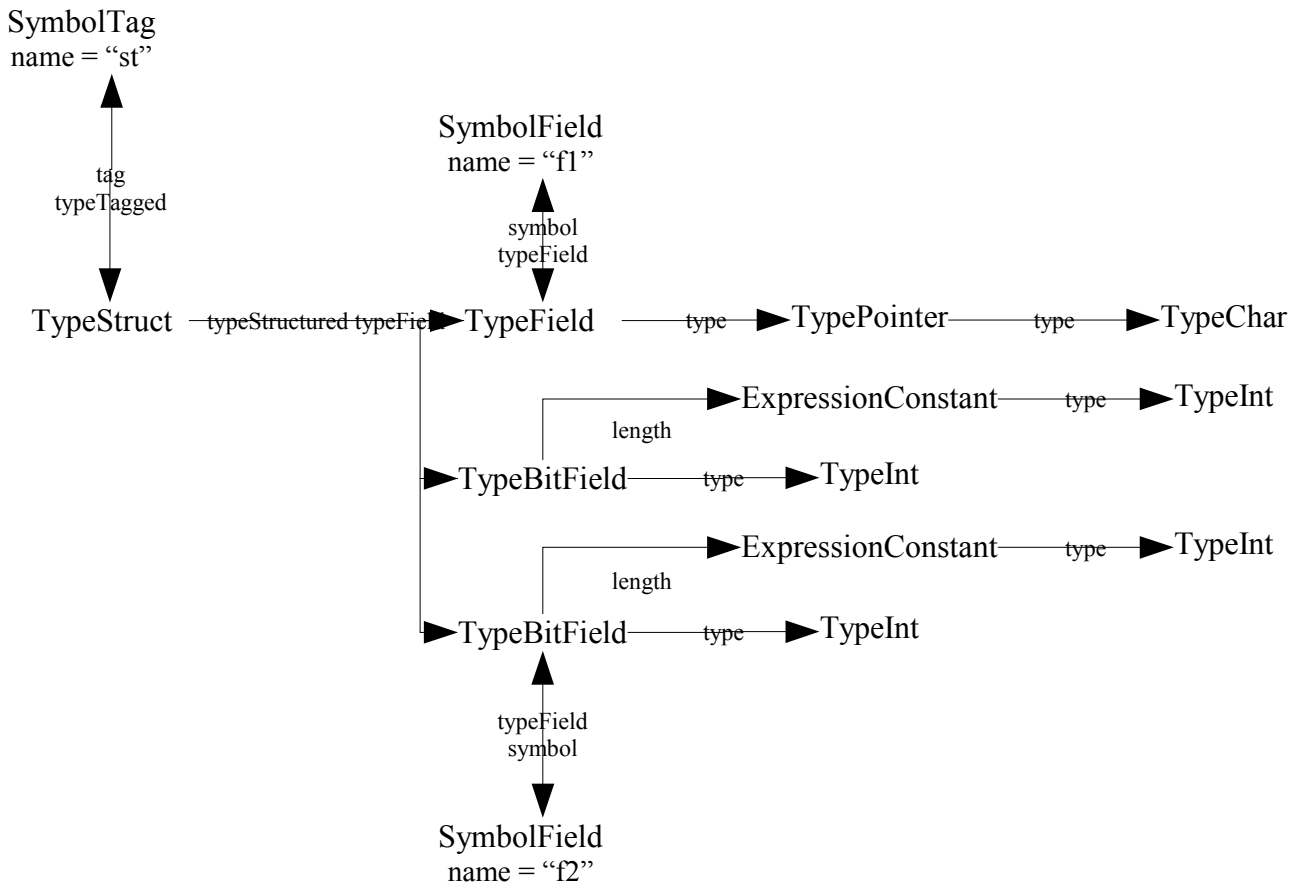 SymbolTag
name = “st”
SymbolField
name = “f1”
tag
typeTagged
symbol
typeField
TypeStruct
typeStructured typeField
TypeField
type
TypePointer
type
TypeChar
ExpressionConstant
type
TypeInt
length
TypeBitField
type
TypeInt
ExpressionConstant
type
TypeInt
length
TypeBitField
type
TypeInt
typeField
symbol
SymbolField
name = “f2”